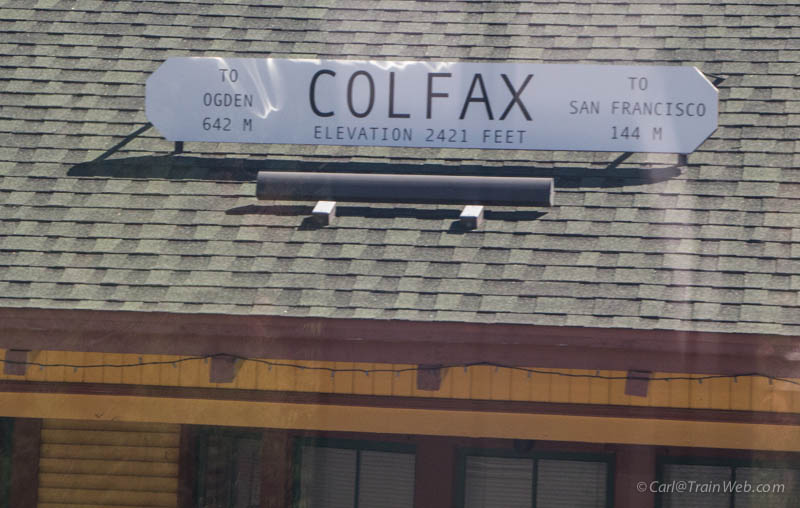 TO
OGDEN
642 M
COLFAX
ELEVATION 2421 FEET
TO
SAN FRANCISCO
144 M
© Carl@TrainWeb.com